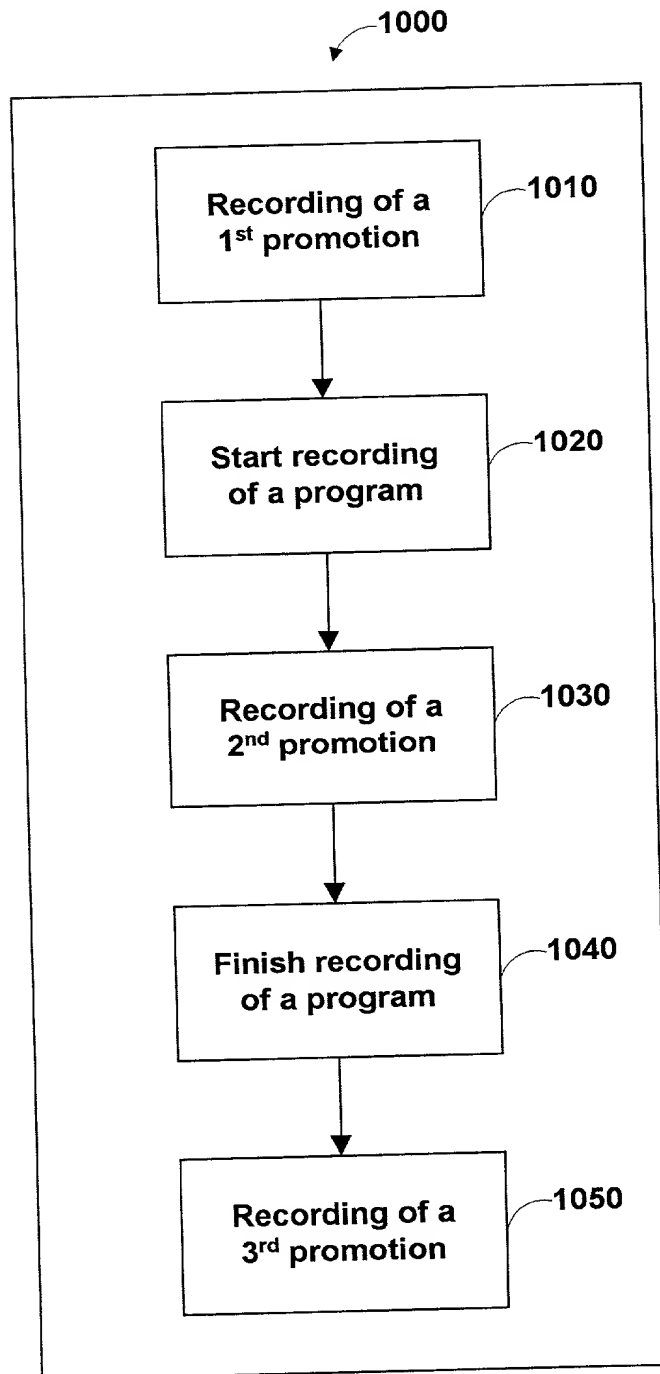 1000
Recording of a
1st promotion
1010
Start recording
of a program
1020
Recording of a
2nd promotion
1030
Finish recording
of a program
1040
Recording of a
3rd promotion
1050